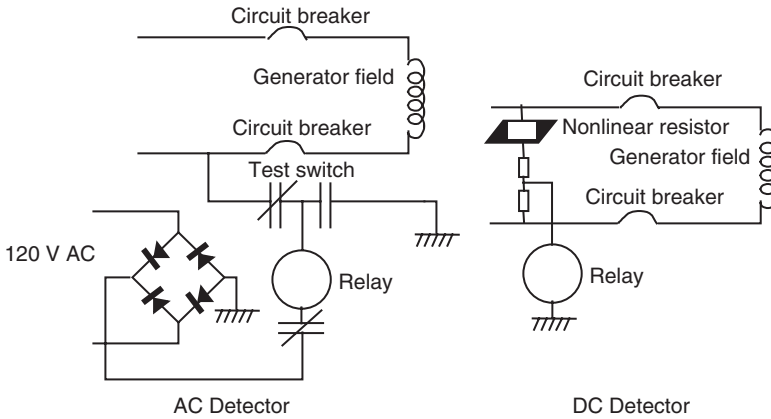 Circuit breaker
Generator field
Circuit breaker
Test switch
120 V AC
Relay
AC Detector
Circuit breaker
Nonlinear resistor
Generator field
Circuit breaker
Relay
DC Detector